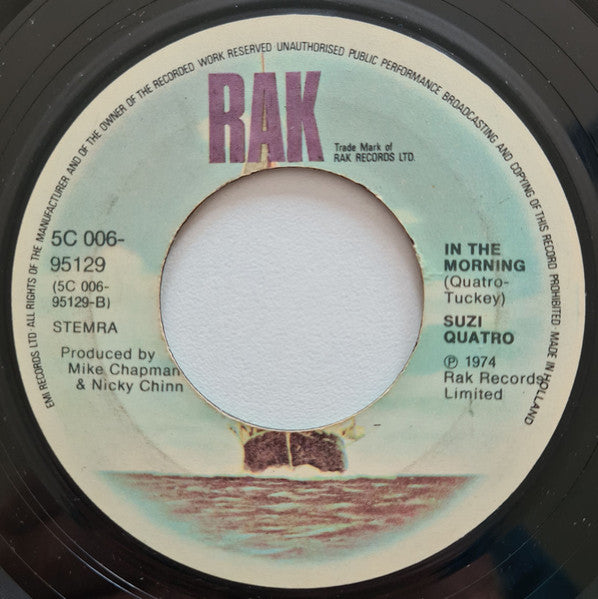 EMI RECORDS LTD· ALL RIGHTS OF THE MANUFACTURER AND OF THE OWNER OF THE RECORDED WORK RESERVED UNAUTHORISED PUBLIC PERFORMANCE BROADCASTING AND COPYING OF THIS RECORD PROHIBITED. MADE IN HOLLAND
RAK
Trade Mark of
RAK RECORDS LTD.
5C 006-
95129
(5C 006-
95129-B)
STEMRA
Produced by
Mike Chapman
& Nicky Chinn
IN THE
MORNING
(Quatro-
Tuckey)
SUZI
QUATRO
℗ 1974
Rak Records
Limited